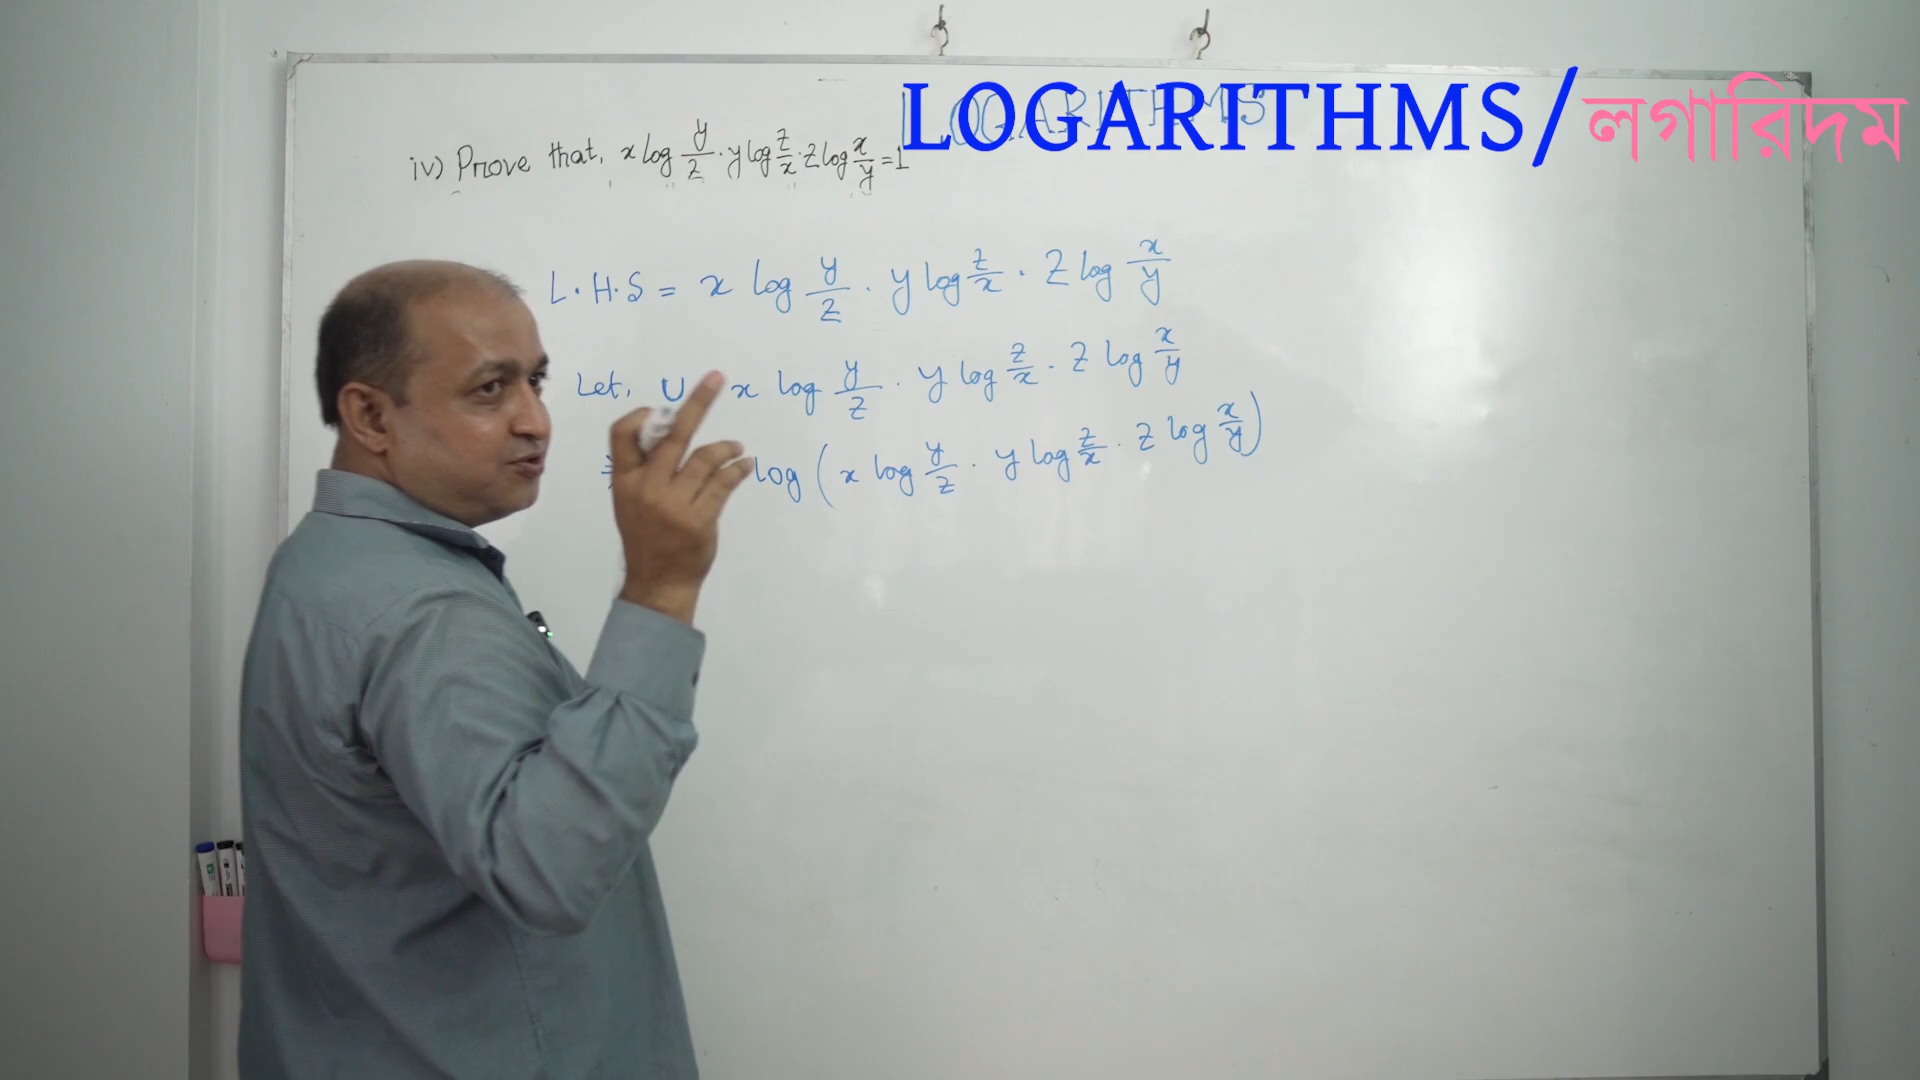 LOGARITHMS/লগারিদম
LOGARITHMS
iv) Prove that, x log y/z · y log z/x · z log x/y = 1
L.H.S = x log y/z · y log z/x · z log x/y
Let, U x log y/z · y log z/x · z log x/y
log (x log y/z · y log z/x · z log x/y)